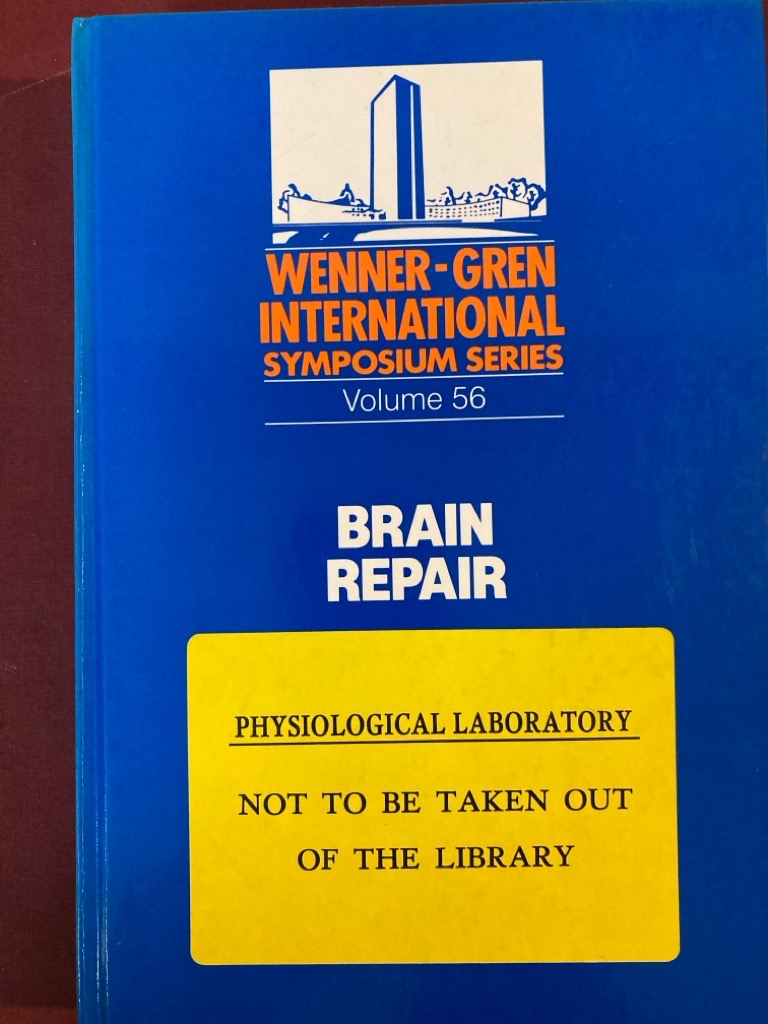 WENNER-GREN
INTERNATIONAL
SYMPOSIUM SERIES
Volume 56
BRAIN
REPAIR
PHYSIOLOGICAL LABORATORY
NOT TO BE TAKEN OUT
OF THE LIBRARY